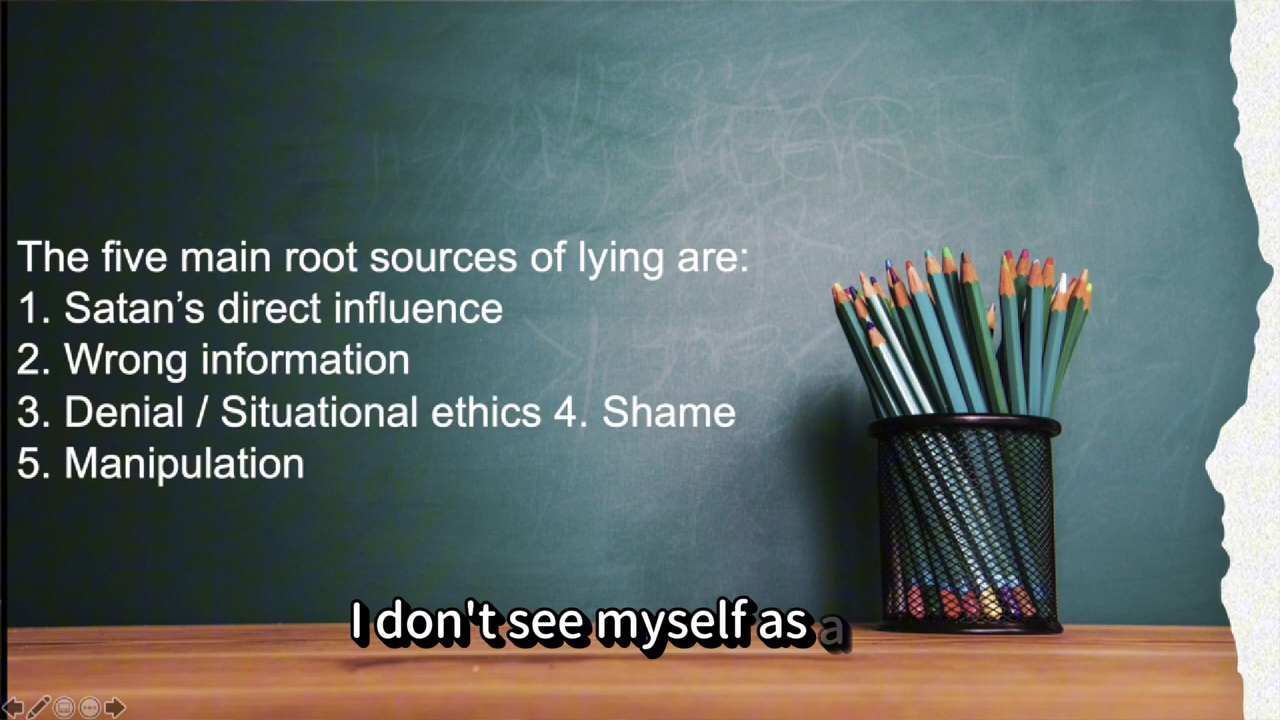 The five main root sources of lying are:
1. Satan’s direct influence
2. Wrong information
3. Denial / Situational ethics 4. Shame
5. Manipulation
I don't see myself as a